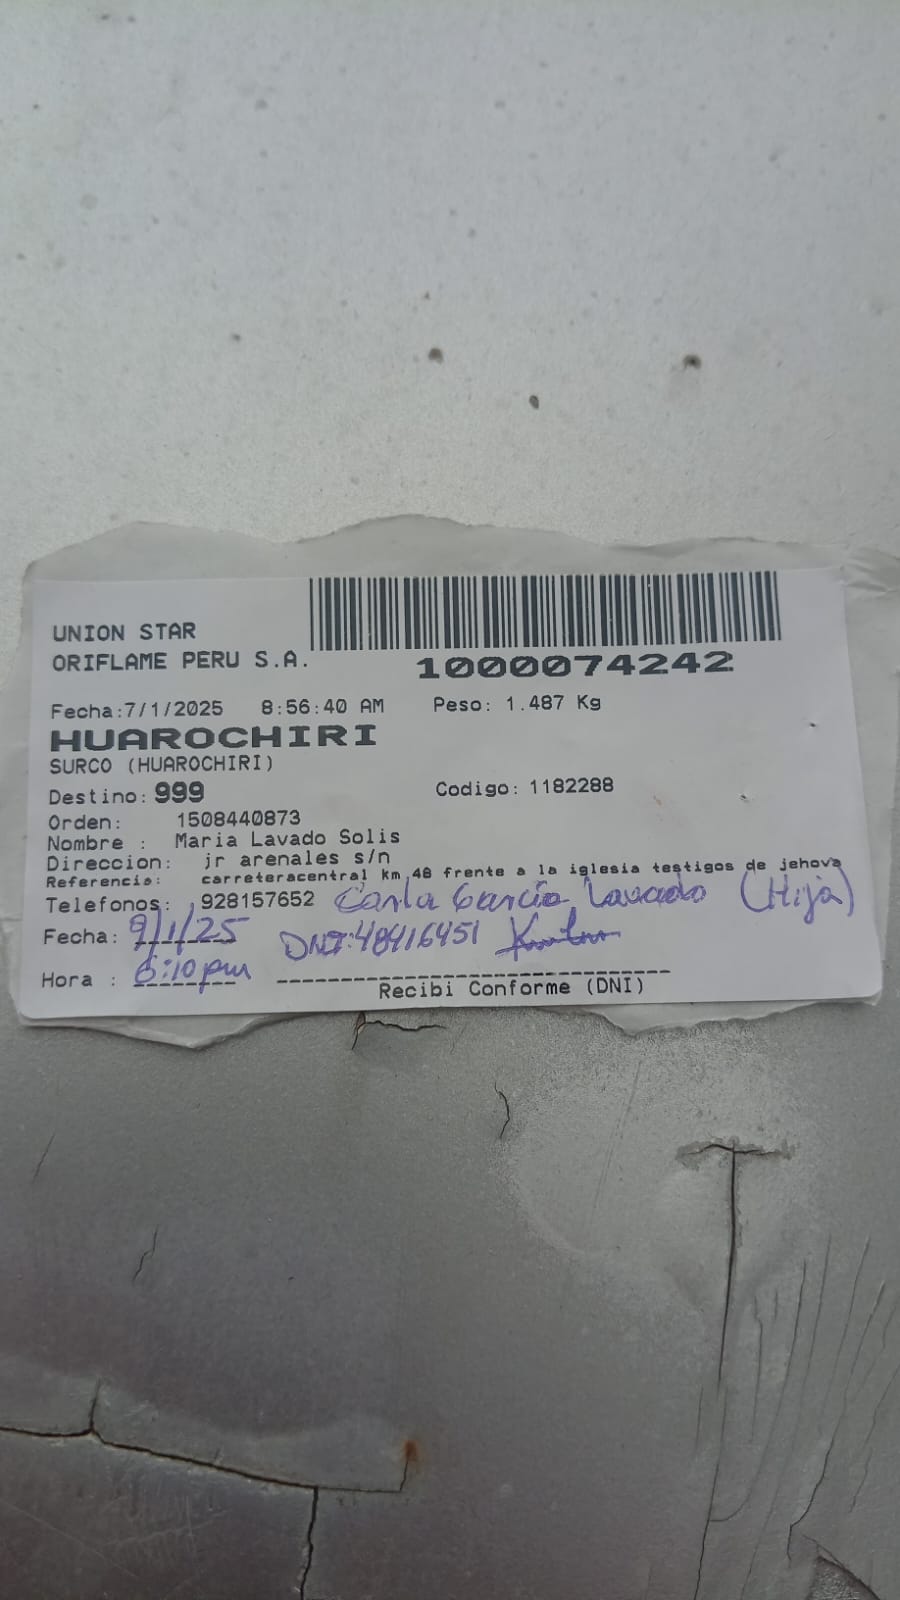 UNION STAR
ORIFLAME PERU S.A.
1000074242
Fecha:7/1/2025 8:56:40 AM Peso: 1.487 Kg
HUAROCHIRI
SURCO (HUAROCHIRI)
Destino: 999 Codigo: 1182288
Orden: 1508440873
Nombre : Maria Lavado Solis
Direccion: jr arenales s/n
Referencia: carreteracentral km,48 frente a la iglesia testigos de jehova
Telefonos: 928157652 Carla Garcia Lavado (Hija)
Fecha: 9/1/25 DNI:48416451
Hora : 6:10pm
Recibi Conforme (DNI)